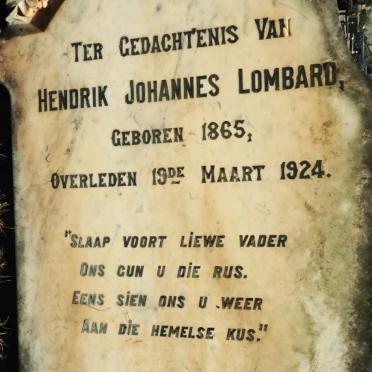 TER GEDACHTENIS VAN
HENDRIK JOHANNES LOMBARD,
GEBOREN 1865,
OVERLEDEN 19DE MAART 1924.
"SLAAP VOORT LIEWE VADER
ONS GUN U DIE RUS.
EENS SIEN ONS U WEER
AAN DIE HEMELSE KUS."